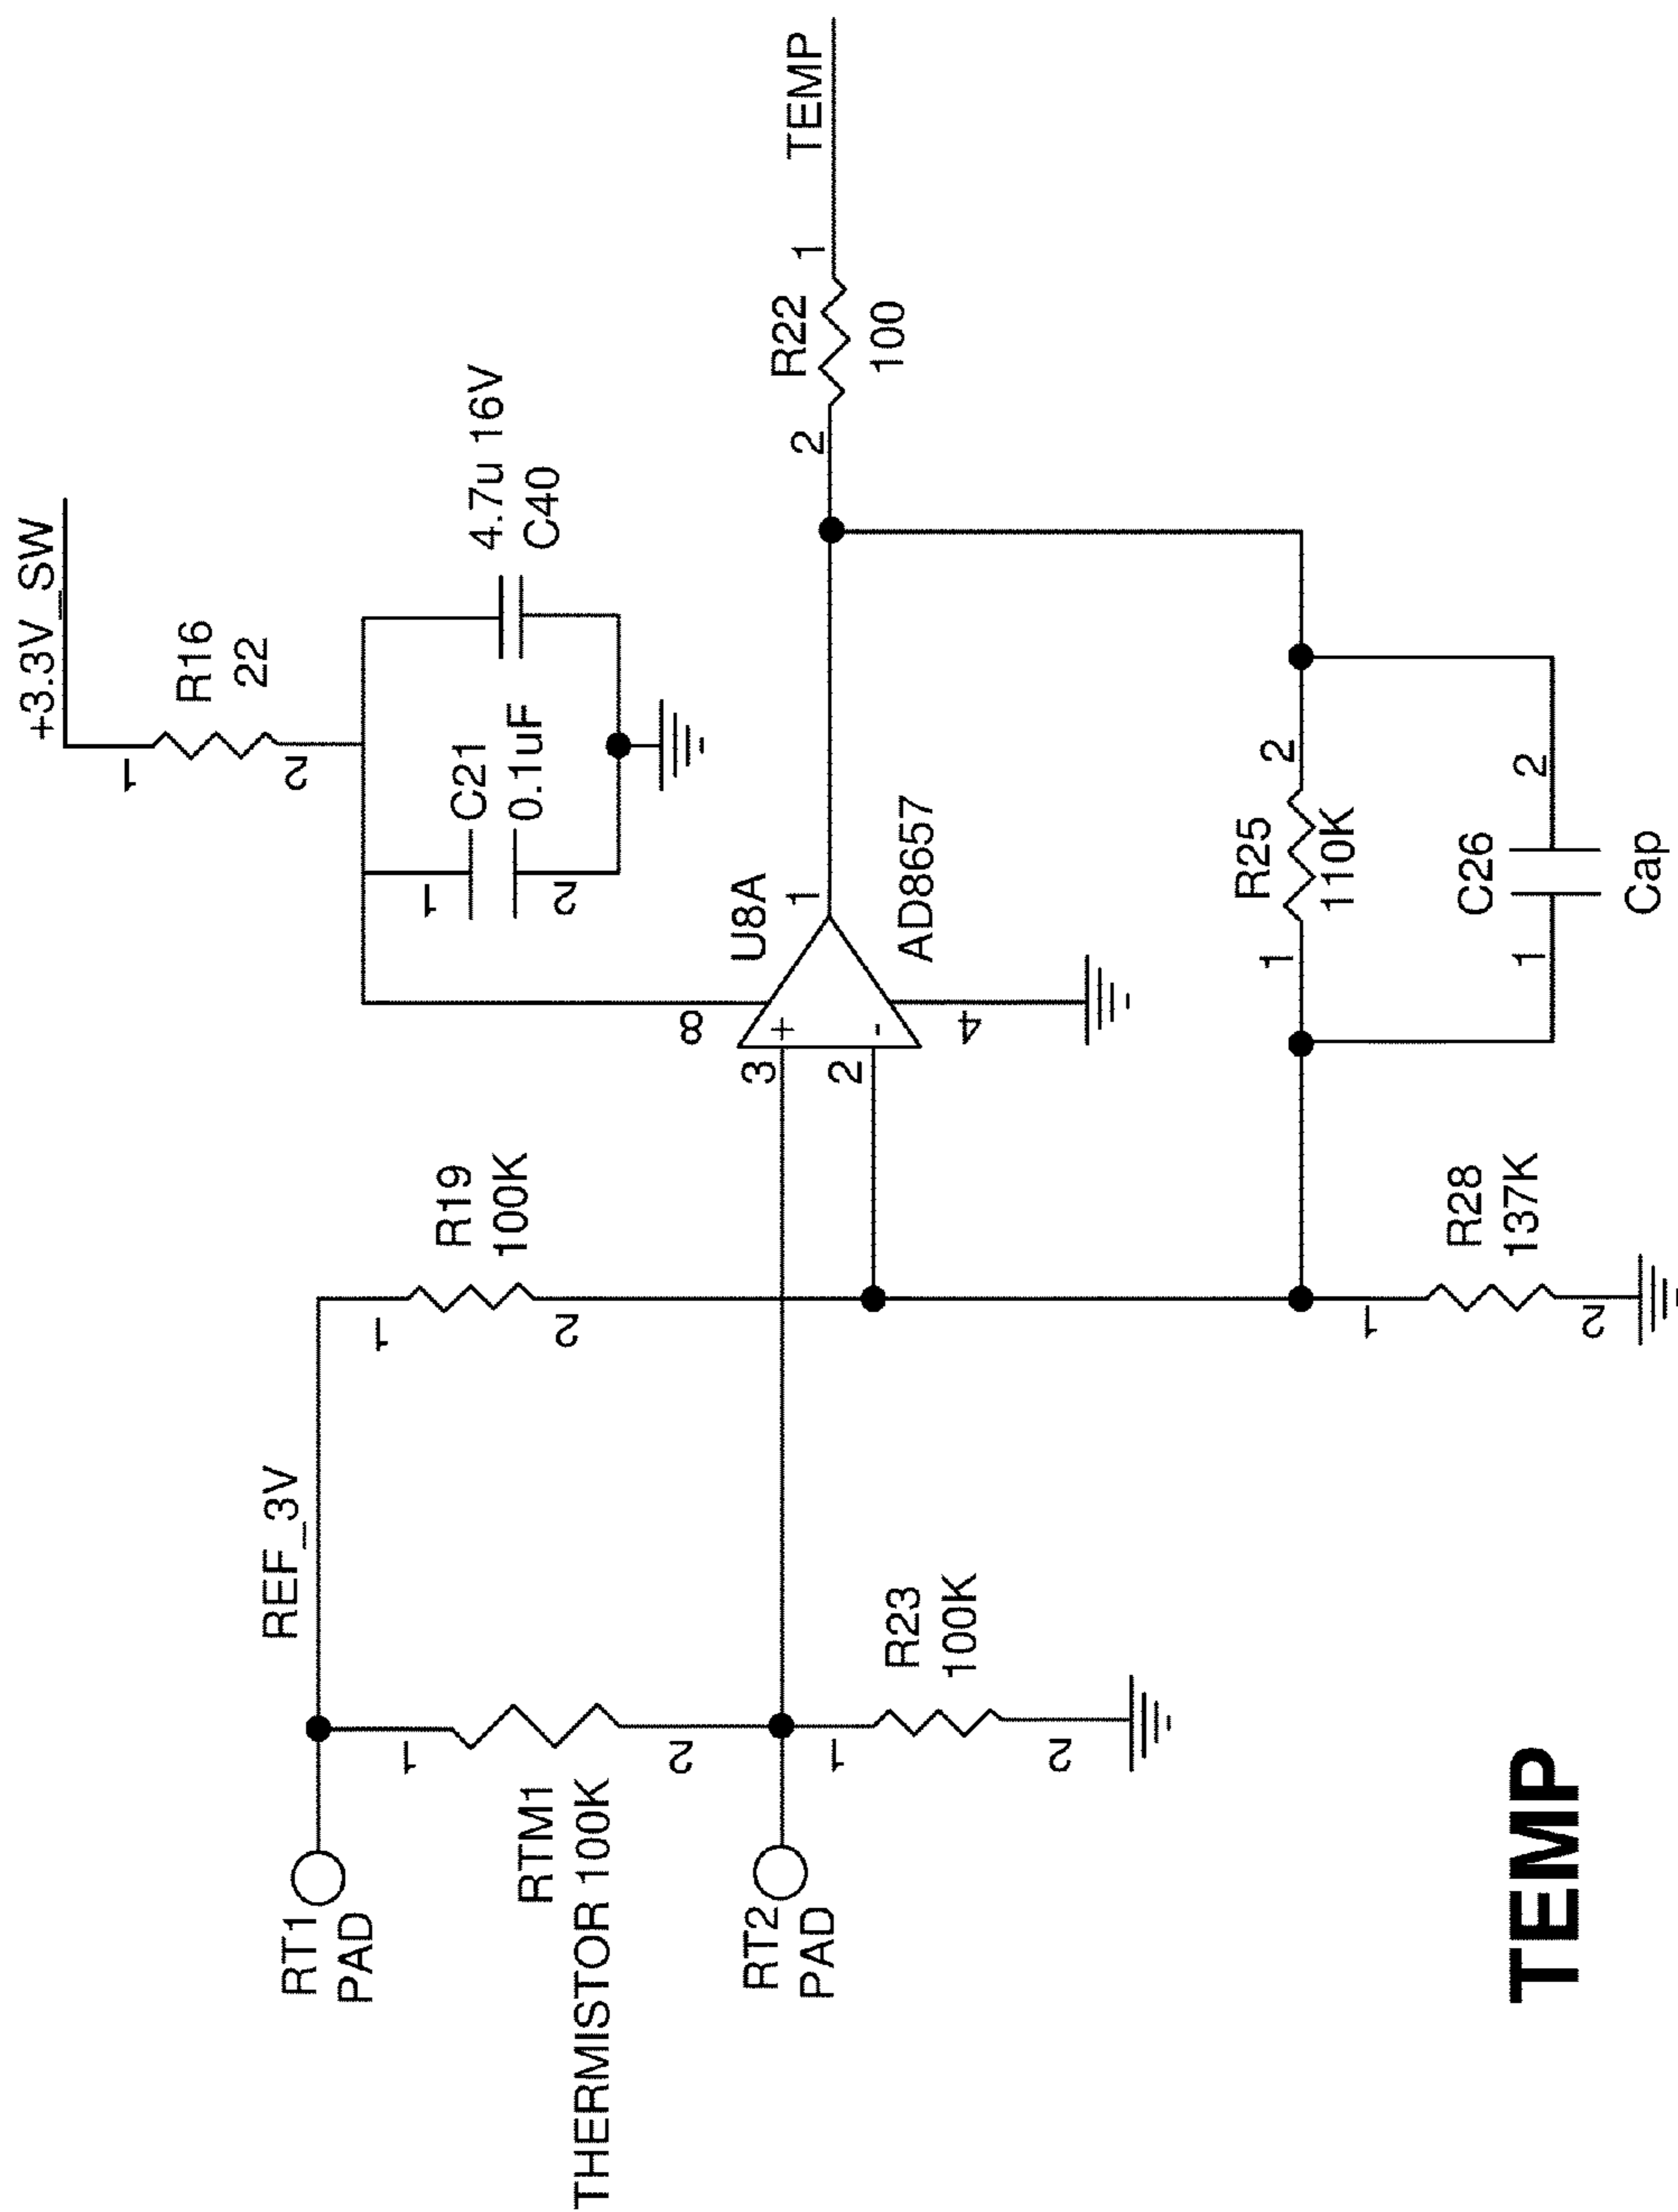 +3.3V_SW
1
R16
22
2
C21
0.1uF
1
2
4.7u 16V
C40
RT1
PAD
REF_3V
1
RTM1
THERMISTOR 100K
2
RT2
PAD
1
R23
100K
2
1
R19
100K
2
3
+
2
-
8
4
U8A
1
AD8657
2
R22
100
1
TEMP
1
R25
110K
2
1
C26
Cap
2
1
R28
137K
2
TEMP